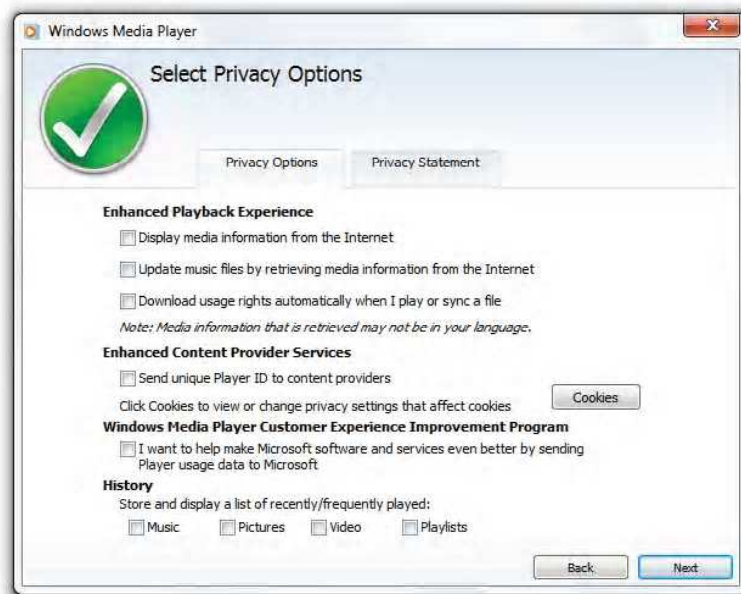 Windows Media Player
Select Privacy Options
Privacy Options Privacy Statement
Enhanced Playback Experience
Display media information from the Internet
Update music files by retrieving media information from the Internet
Download usage rights automatically when I play or sync a file
Note: Media information that is retrieved may not be in your language.
Enhanced Content Provider Services
Send unique Player ID to content providers
Click Cookies to view or change privacy settings that affect cookies Cookies
Windows Media Player Customer Experience Improvement Program
I want to help make Microsoft software and services even better by sending
Player usage data to Microsoft
History
Store and display a list of recently/frequently played:
Music Pictures Video Playlists
Back Next